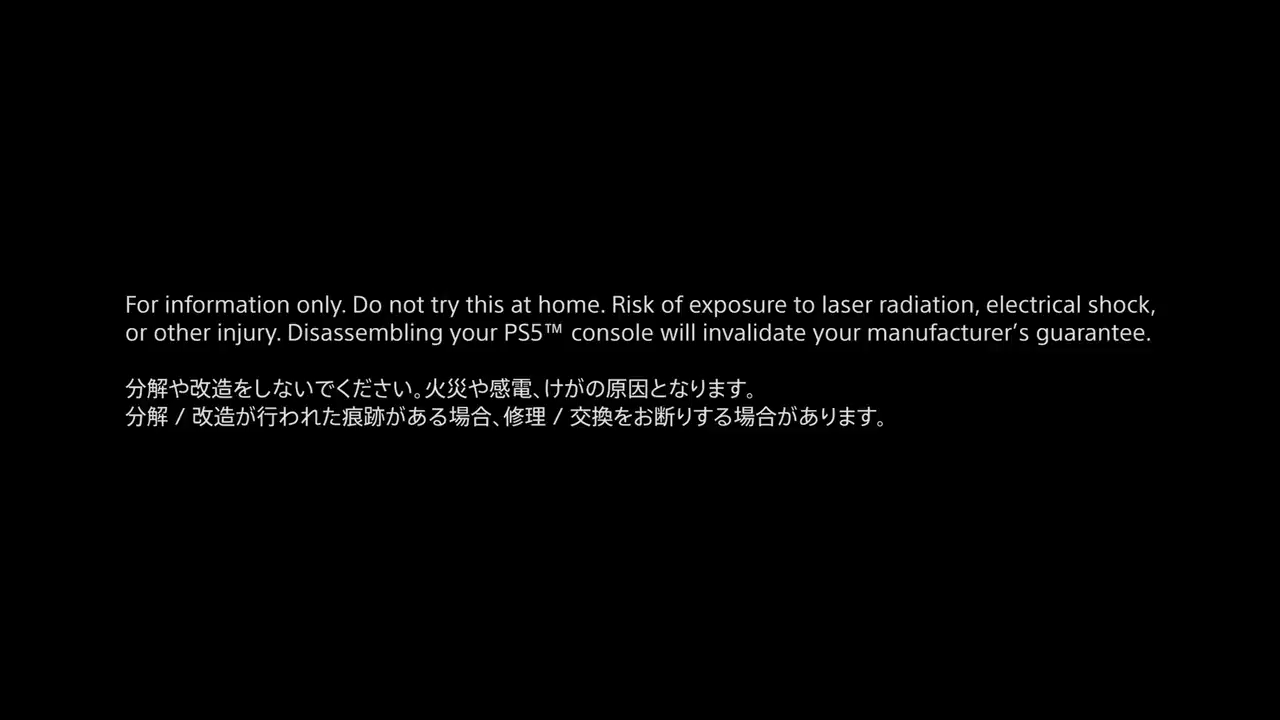 For information only. Do not try this at home. Risk of exposure to laser radiation, electrical shock,
or other injury. Disassembling your PS5™ console will invalidate your manufacturer’s guarantee.
分解や改造をしないでください。火災や感電、けがの原因となります。
分解 / 改造が行われた痕跡がある場合、修理 / 交換をお断りする場合があります。